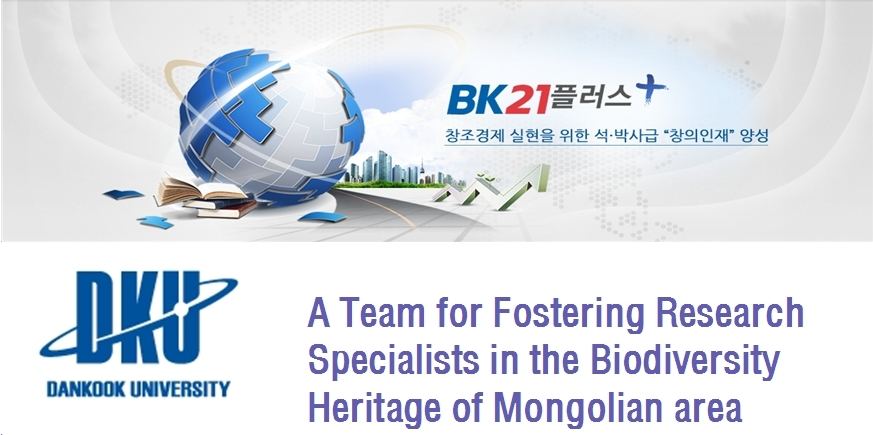 BK21플러스+
창조경제 실현을 위한 석·박사급 “창의인재” 양성
DKU
DANKOOK UNIVERSITY
A Team for Fostering Research
Specialists in the Biodiversity
Heritage of Mongolian area